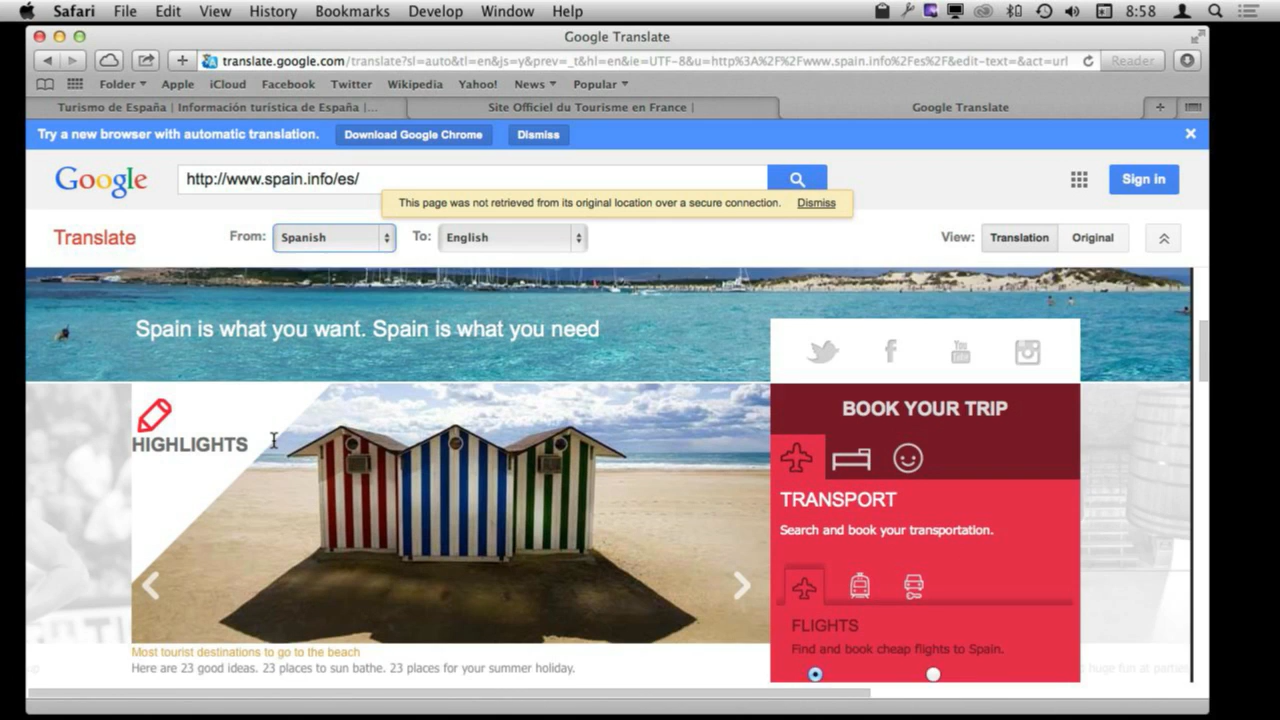 Safari File Edit View History Bookmarks Develop Window Help 8:58
Google Translate
translate.google.com/translate?sl=auto&tl=en&js=y&prev=_t&hl=en&ie=UTF-8&u=http%3A%2F%2Fwww.spain.info%2Fes%2F&edit-text=&act=url Reader
Folder Apple iCloud Facebook Twitter Wikipedia Yahoo! News Popular
Turismo de España | Información turística de España |... Site Officiel du Tourisme en France | Google Translate
Try a new browser with automatic translation. Download Google Chrome Dismiss
Google http://www.spain.info/es/ Sign in
This page was not retrieved from its original location over a secure connection. Dismiss
Translate From: Spanish To: English View: Translation Original
Spain is what you want. Spain is what you need
You Tube
BOOK YOUR TRIP
HIGHLIGHTS
TRANSPORT
Search and book your transportation.
FLIGHTS
Find and book cheap flights to Spain.
Most tourist destinations to go to the beach
Here are 23 good ideas. 23 places to sun bathe. 23 places for your summer holiday.
huge fun at parties